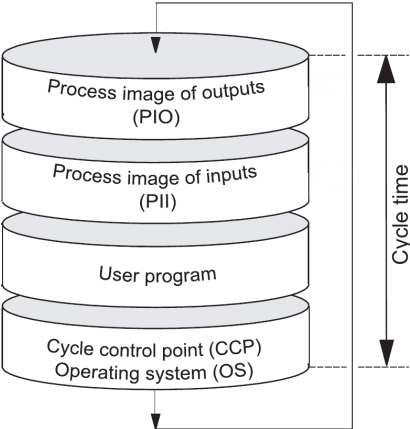 Process image of outputs
(PIO)
Process image of inputs
(PII)
User program
Cycle control point (CCP)
Operating system (OS)
Cycle time